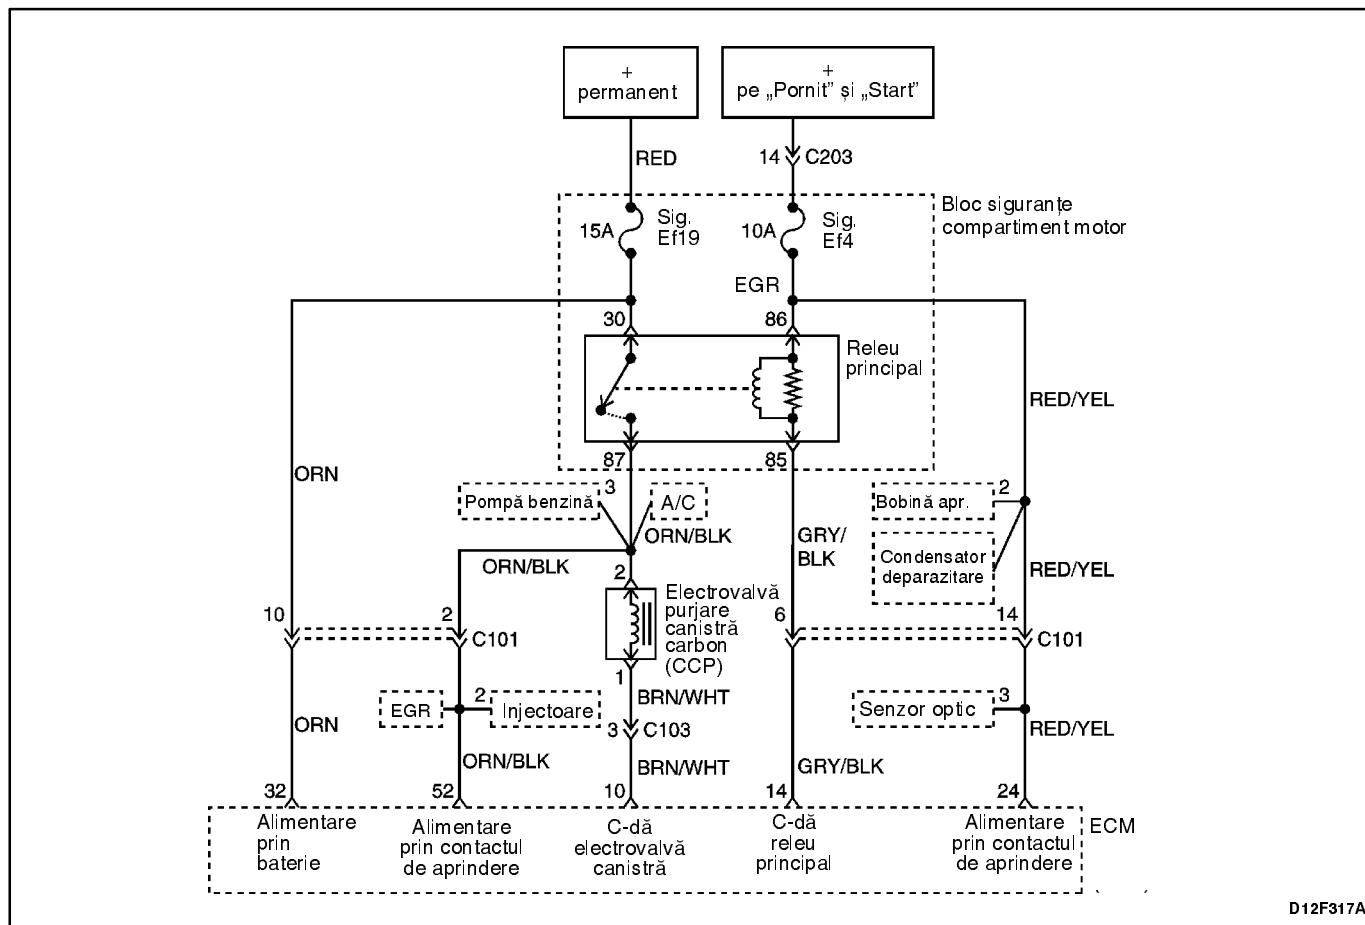 +
permanent
+
pe „Pornit” și „Start”
RED
14
C203
Bloc siguranțe
compartiment motor
15A
Sig.
Ef19
10A
Sig.
Ef4
EGR
30
86
Releu
principal
RED/YEL
87
85
ORN
Pompă benzină
3
A/C
Bobină apr.
2
ORN/BLK
GRY/
BLK
Condensator
deparazitare
ORN/BLK
RED/YEL
2
Electrovalvă
purjare
canistră
carbon
(CCP)
10
2
C101
6
14
C101
1
BRN/WHT
EGR
2
Injectoare
Senzor optic
3
ORN
3
C103
RED/YEL
ORN/BLK
BRN/WHT
GRY/BLK
32
52
10
14
24
Alimentare
prin
baterie
Alimentare
prin contactul
de aprindere
C-dă
electrovalvă
canistră
C-dă
releu
principal
Alimentare
prin contactul
de aprindere
ECM
D12F317A